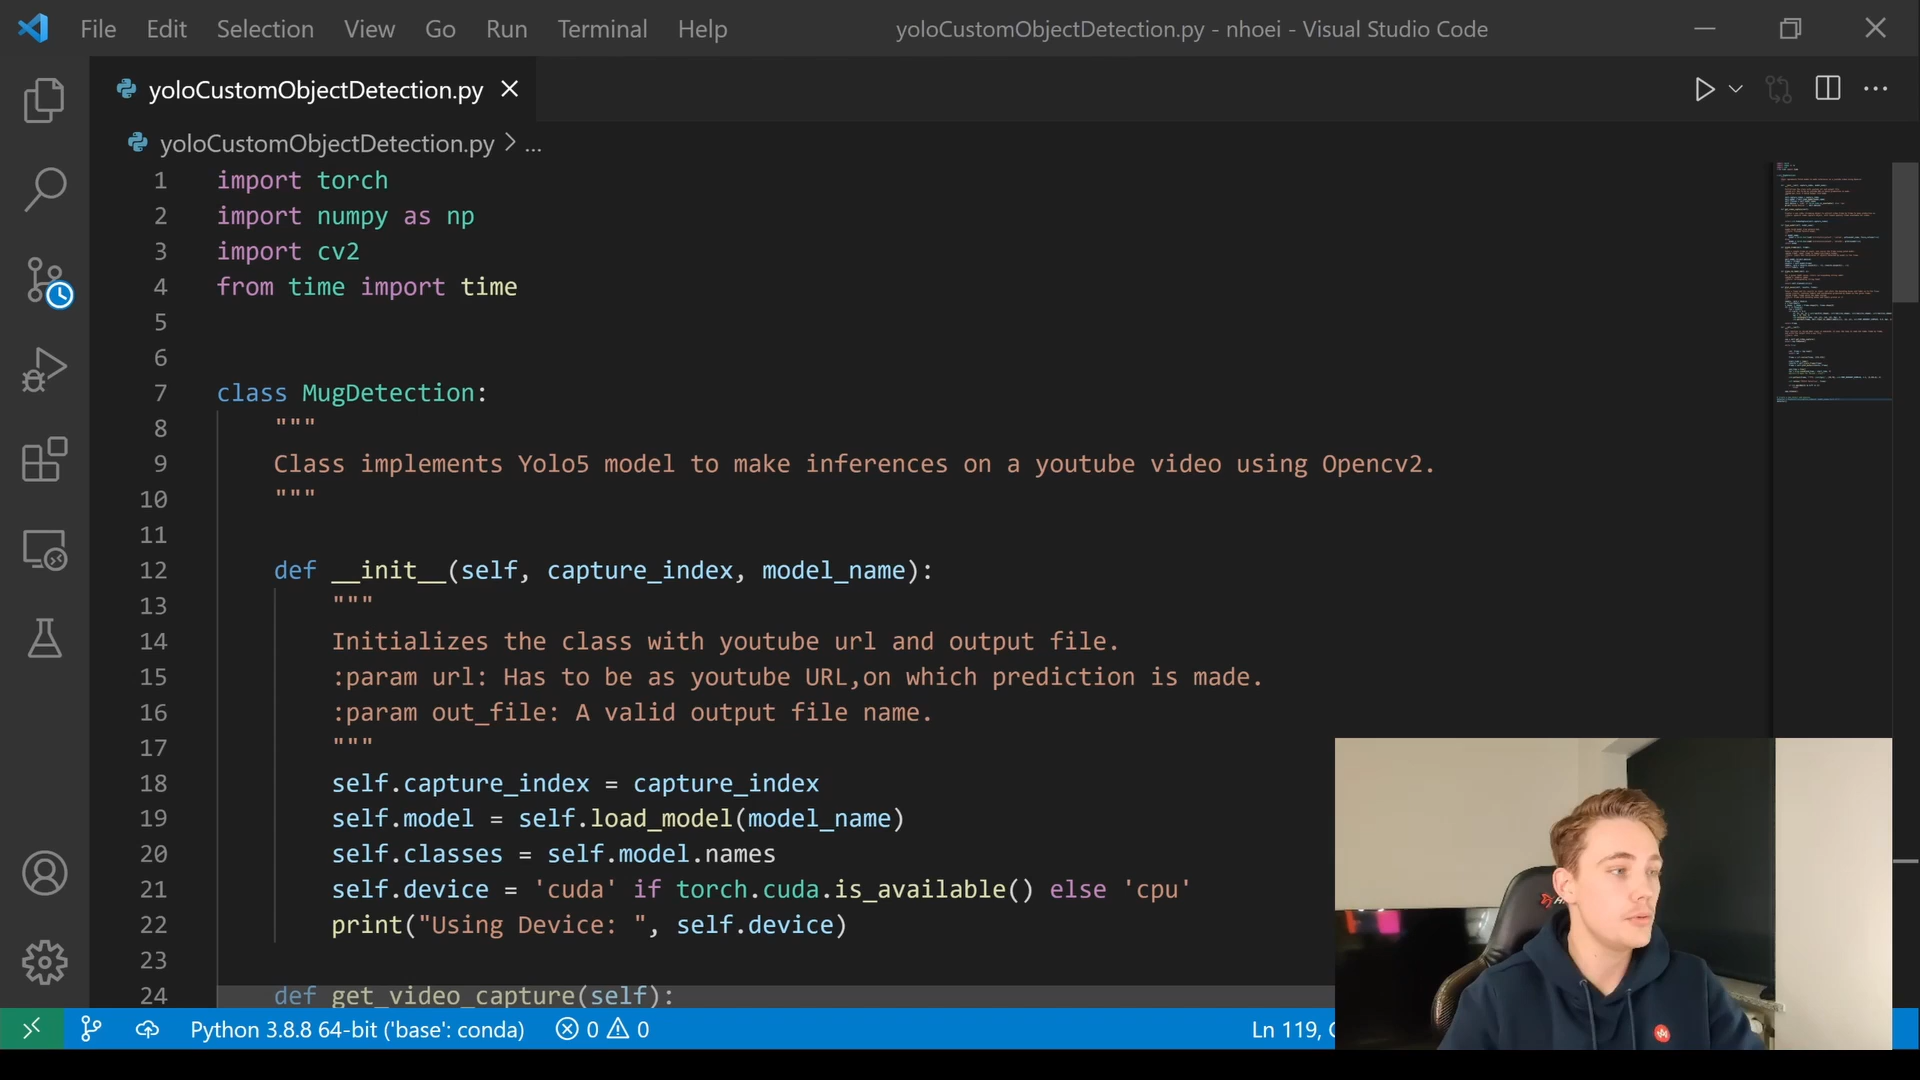 File Edit Selection View Go Run Terminal Help yoloCustomObjectDetection.py - nhoei - Visual Studio Code
yoloCustomObjectDetection.py
yoloCustomObjectDetection.py > ...
1 import torch
2 import numpy as np
3 import cv2
4 from time import time
5
6
7 class MugDetection:
8 """
9 Class implements Yolo5 model to make inferences on a youtube video using Opencv2.
10 """
11
12 def __init__(self, capture_index, model_name):
13 """
14 Initializes the class with youtube url and output file.
15 :param url: Has to be as youtube URL,on which prediction is made.
16 :param out_file: A valid output file name.
17 """
18 self.capture_index = capture_index
19 self.model = self.load_model(model_name)
20 self.classes = self.model.names
21 self.device = 'cuda' if torch.cuda.is_available() else 'cpu'
22 print("Using Device: ", self.device)
23
24 def get_video_capture(self):
Python 3.8.8 64-bit ('base': conda) 0 0 Ln 119,